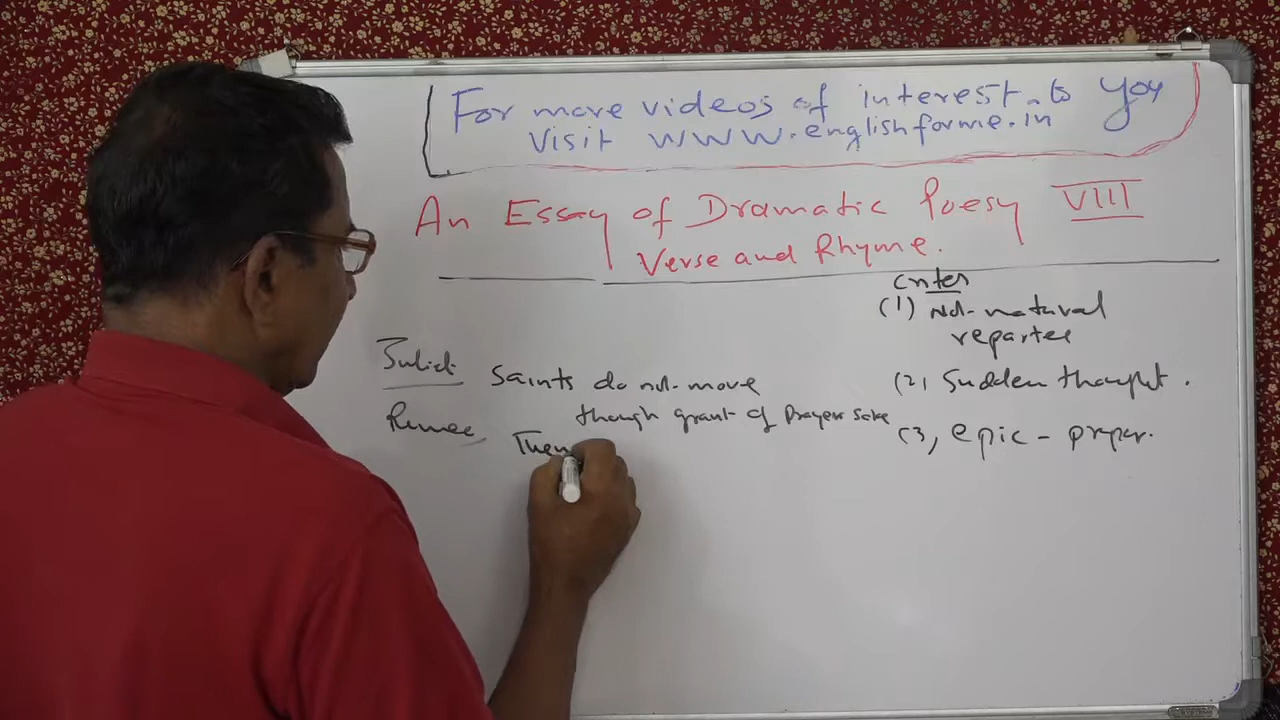 For more videos of interest to you
Visit www.englishforme.in
An Essay of Dramatic Poesy VIII
Verse and Rhyme.
(1) Not-natural
repartee
Juliet Saints do not move
though grant of Prayers sake
(2) Sudden thought.
(3) epic - proper.
Then